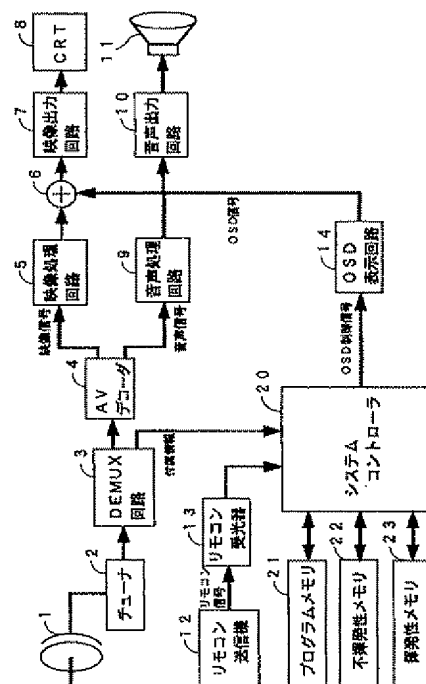 1
2
チューナ
3
DEMUX
回路
4
AV
デコーダ
映像信号
音声信号
5
映像処理
回路
6
7
映像出力
回路
8
CRT
9
音声処理
回路
10
音声出力
回路
11
付属情報
OSD信号
12
リモコン
送信機
リモコン
信号
13
リモコン
受光器
20
システム
コントローラ
OSD制御信号
14
OSD
表示回路
21
プログラムメモリ
22
不揮発性メモリ
23
揮発性メモリ